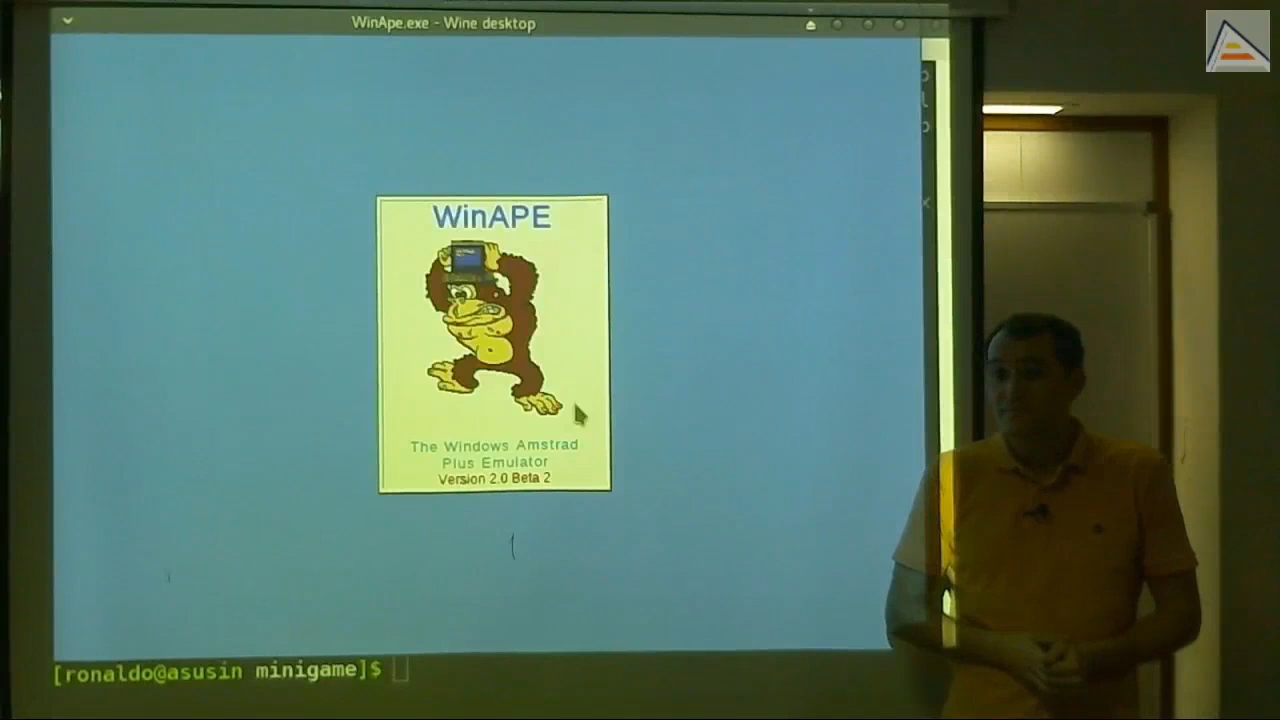 WinApe.exe - Wine desktop
WinAPE
The Windows Amstrad
Plus Emulator
Version 2.0 Beta 2
[ronaldo@asusin minigame]$